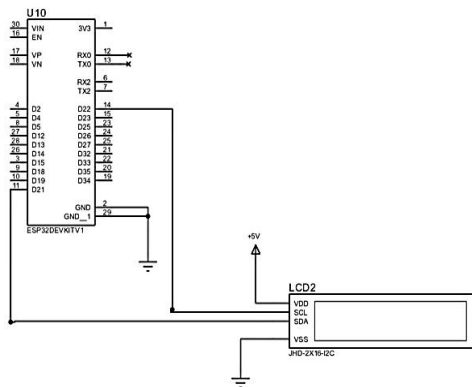 U10
30 VIN 3V3 1
16 EN
17 VP RX0 12
18 VN TX0 13
RX2 6
TX2 7
4 D2 D22 14
5 D4 D23 15
8 D5 D25 23
27 D12 D26 24
28 D13 D27 25
26 D14 D32 21
3 D15 D33 22
9 D18 D35 20
10 D19 D34 19
11 D21
GND 2
GND__1 29
ESP32DEVKITV1
+5V
LCD2
VDD
SCL
SDA
VSS
JHD-2X16-I2C